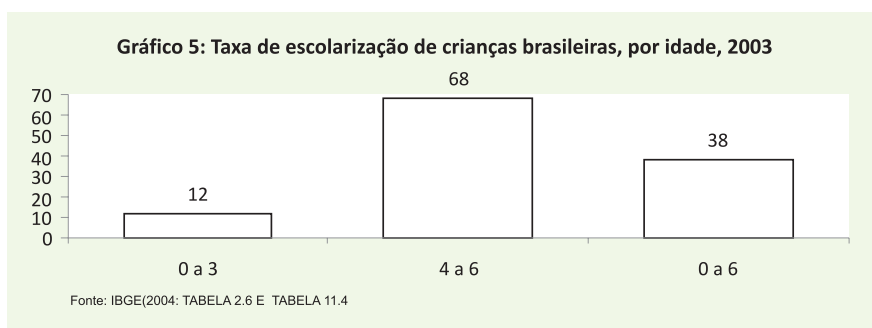 Gráfico 5: Taxa de escolarização de crianças brasileiras, por idade, 2003
68
70
60
50
40
30
20
10
0
12
38
0 a 3
4 a 6
0 a 6
Fonte: IBGE(2004: TABELA 2.6 E TABELA 11.4